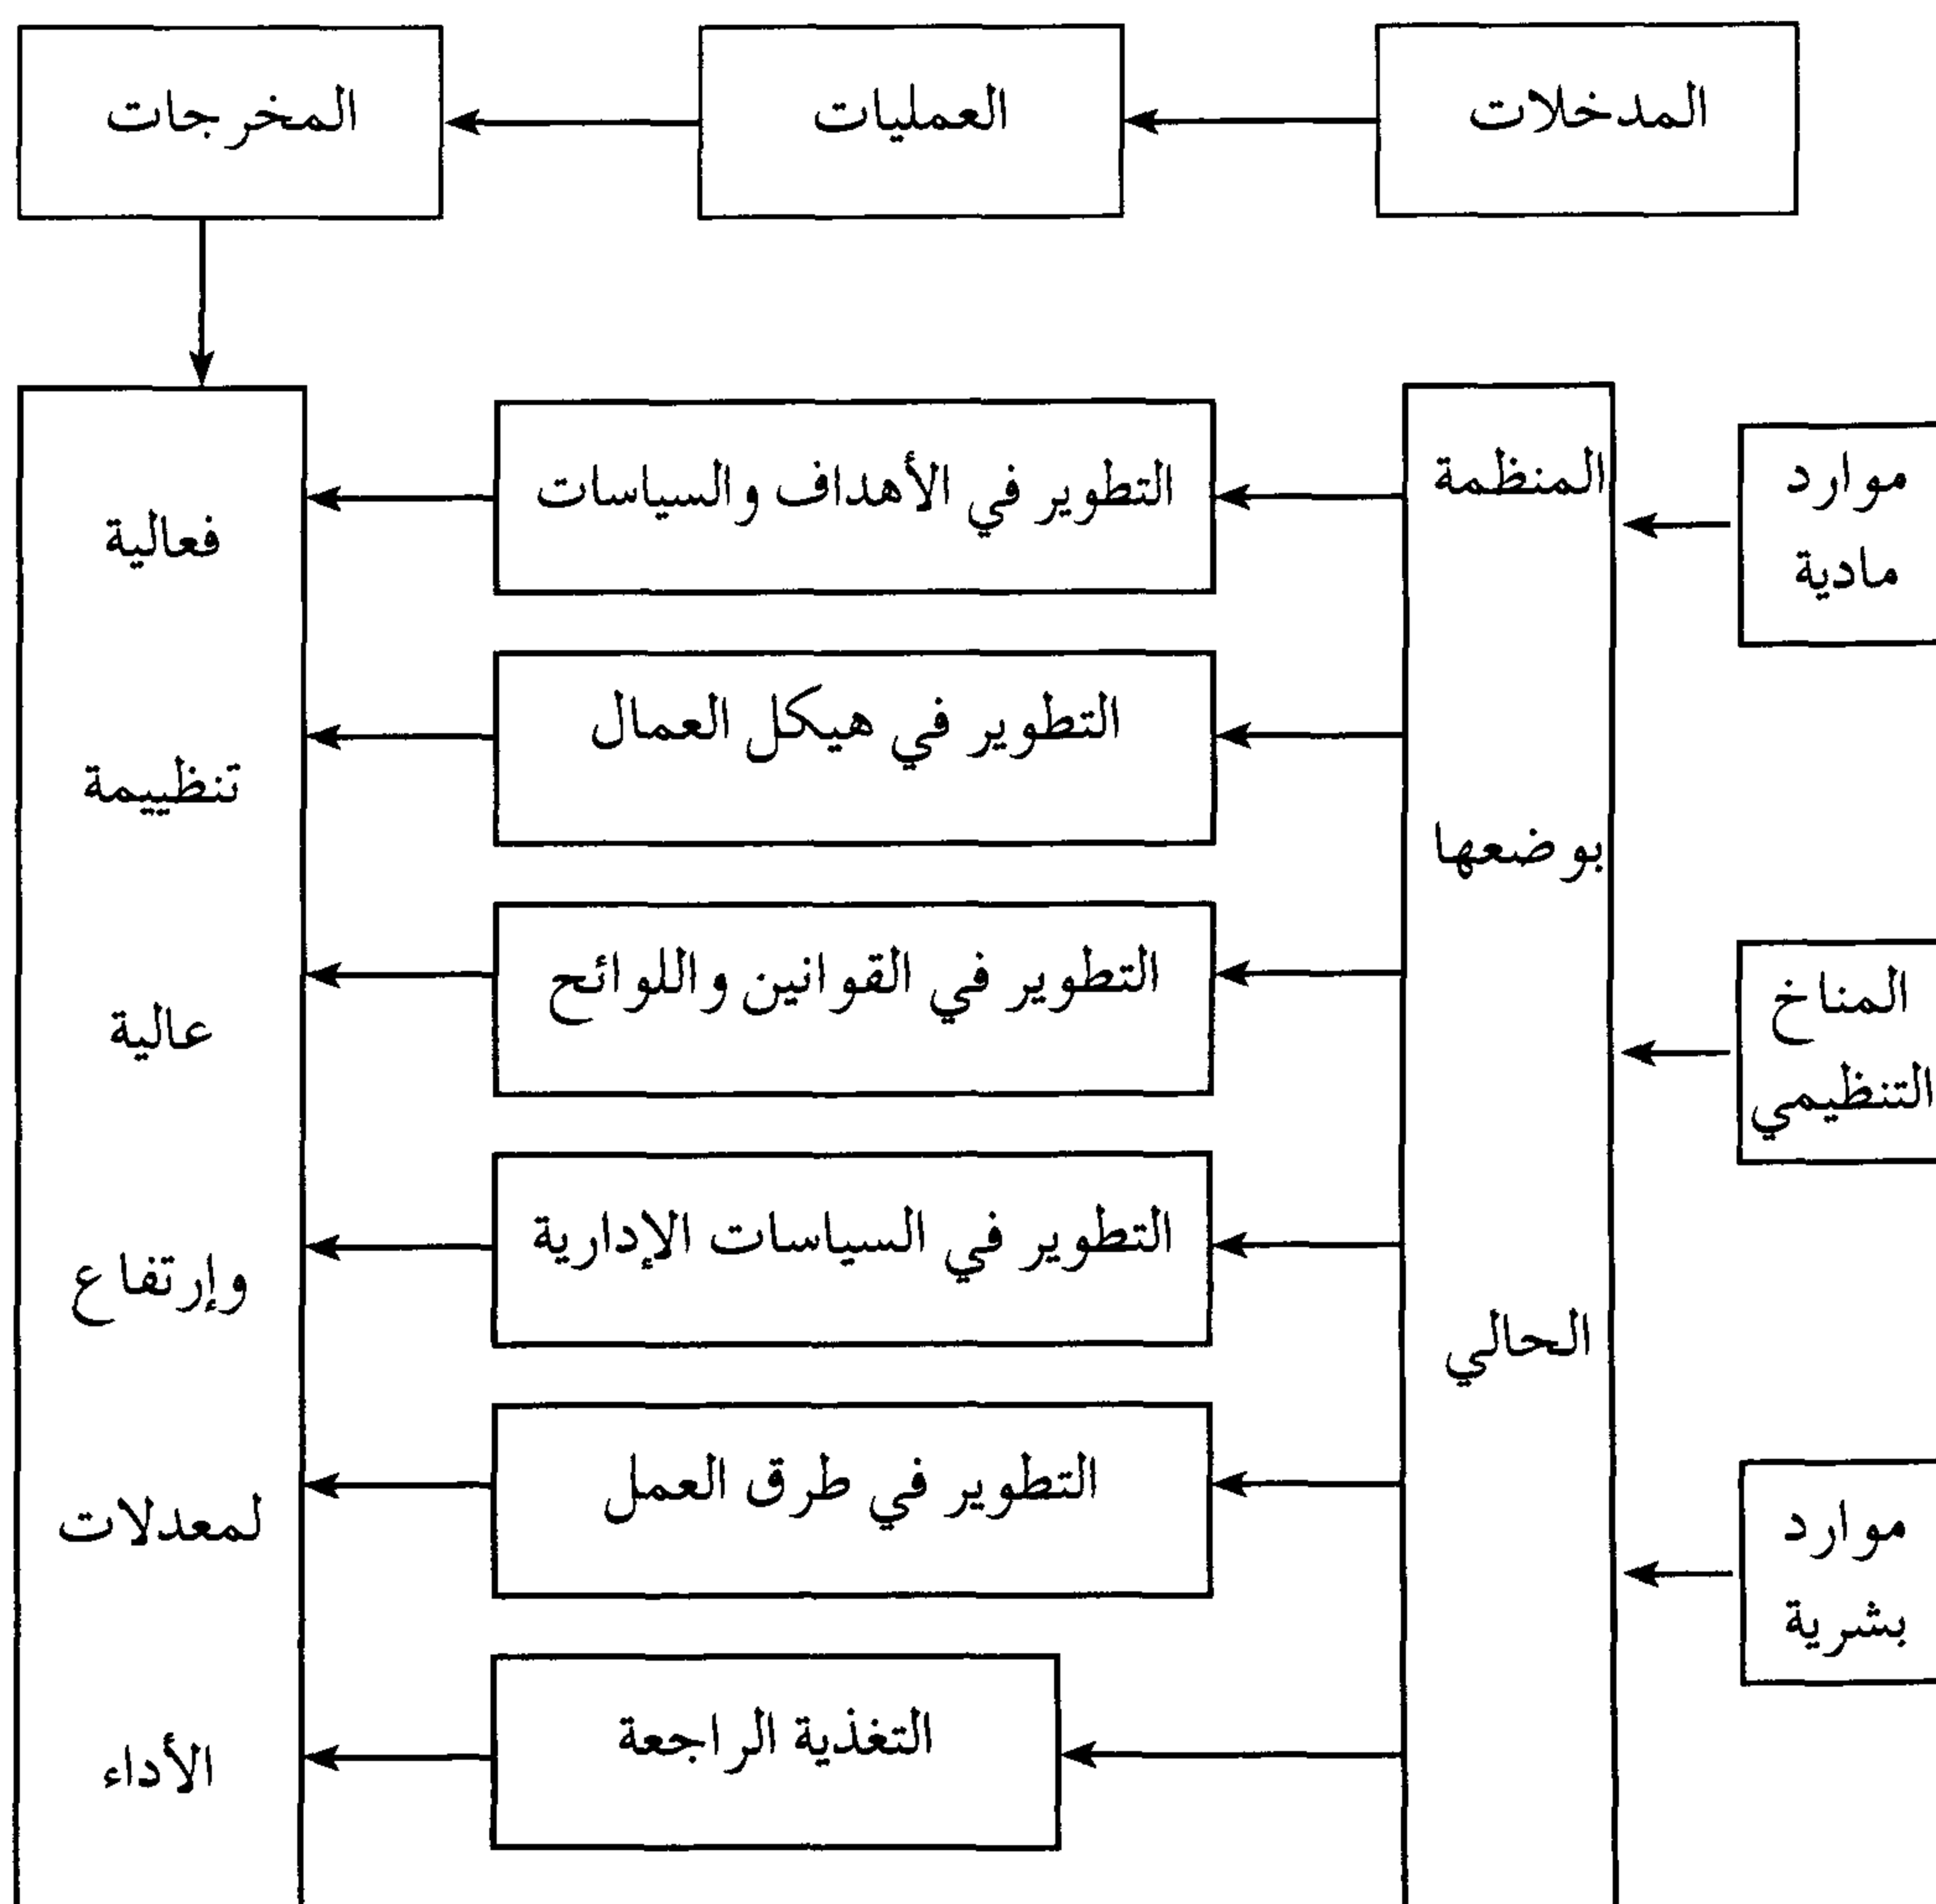 المدخلات
العمليات
المخرجات
موارد
مادية
المناخ
التنظيمي
موارد
بشرية
المنظمة
بوضعها
الحالي
التطوير في الأهداف والسياسات
التطوير في هيكل العمال
التطوير في القوانين واللوائح
التطوير في السياسات الإدارية
التطوير في طرق العمل
التغذية الراجعة
فعالية
تنظييمة
عالية
وإرتفاع
لمعدلات
الأداء